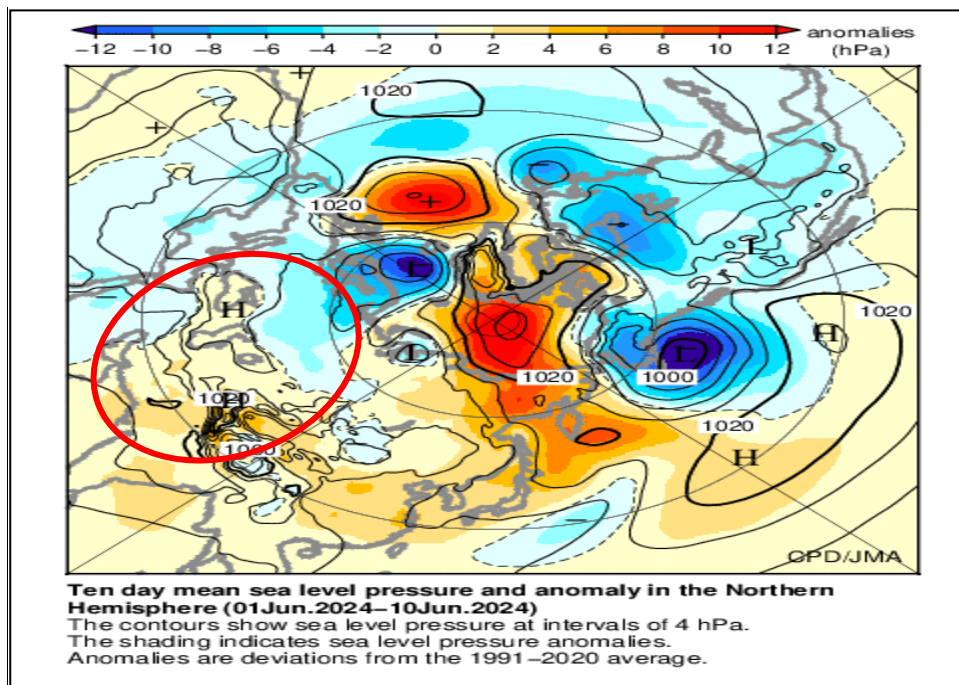 −12 −10 −8 −6 −4 −2 0 2 4 6 8 10 12 anomalies
(hPa)
1020
1020
1020
1020
1000
1020
1020
H
H
H
L
L
L
L
CPD/JMA
Ten day mean sea level pressure and anomaly in the Northern
Hemisphere (01Jun.2024−10Jun.2024)
The contours show sea level pressure at intervals of 4 hPa.
The shading indicates sea level pressure anomalies.
Anomalies are deviations from the 1991−2020 average.